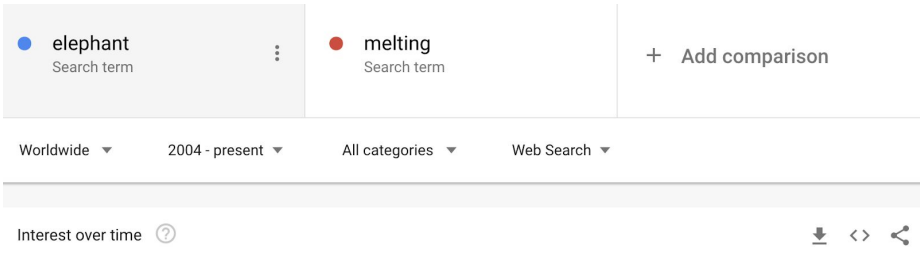 elephant
Search term
melting
Search term
+ Add comparison
Worldwide
2004 - present
All categories
Web Search
Interest over time ?